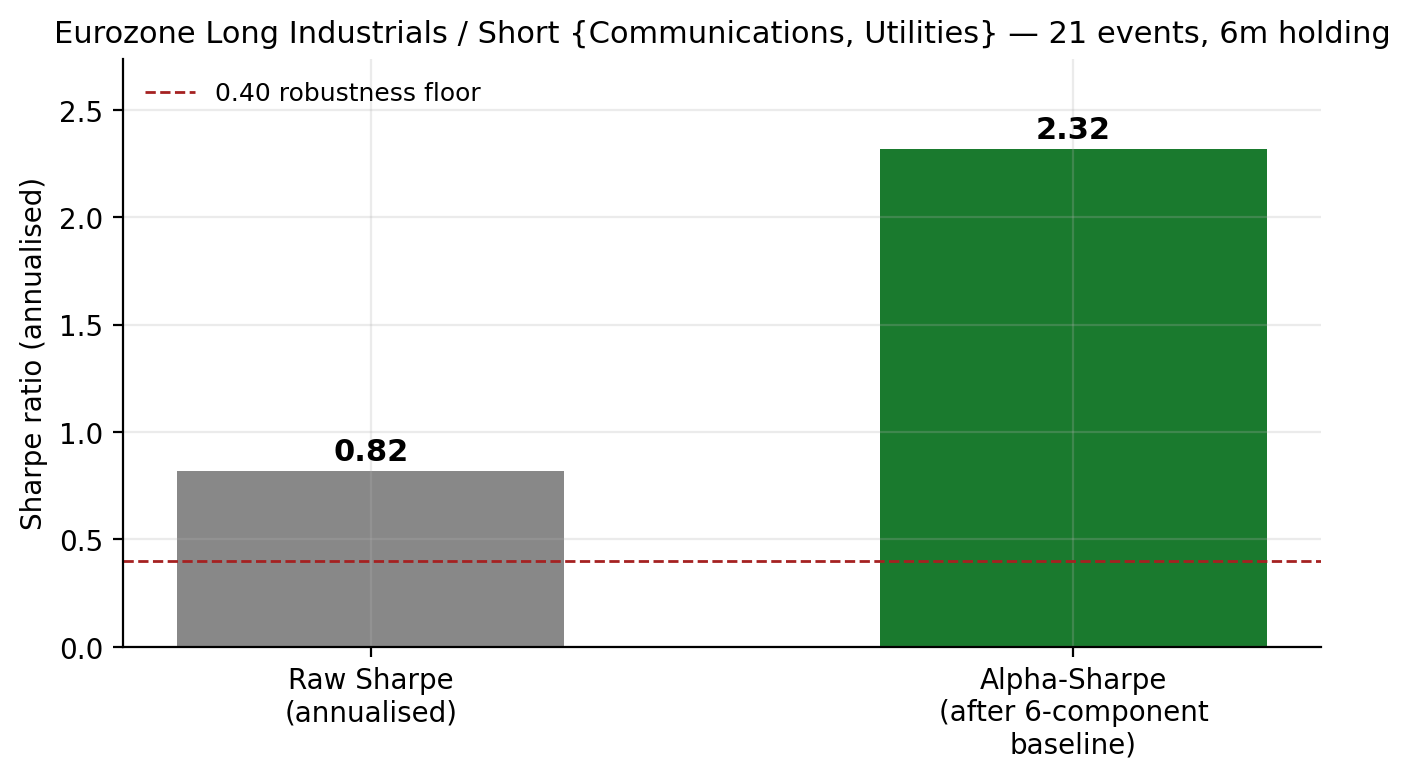 Eurozone Long Industrials / Short {Communications, Utilities} — 21 events, 6m holding
0.40 robustness floor
Sharpe ratio (annualised)
2.5
2.0
1.5
1.0
0.5
0.0
0.82
2.32
Raw Sharpe
(annualised)
Alpha-Sharpe
(after 6-component
baseline)